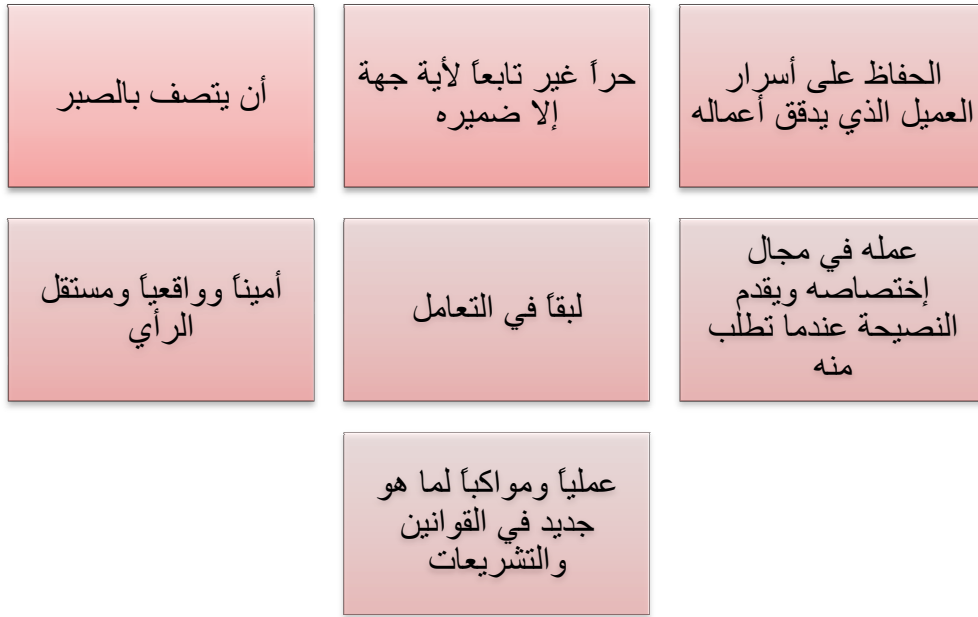 الحفاظ على أسرار
العميل الذي يدقق أعماله
حراً غير تابعاً لأية جهة
إلا ضميره
أن يتصف بالصبر
عمله في مجال
إختصاصه ويقدم
النصيحة عندما تطلب
منه
لبقاً في التعامل
أميناً وواقعياً ومستقل
الرأي
عملياً ومواكباً لما هو
جديد في القوانين
والتشريعات